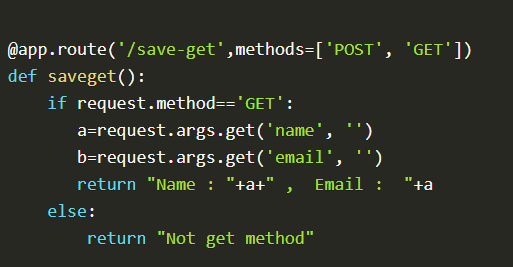 @app.route('/save-get',methods=['POST', 'GET'])
def saveget():
    if request.method=='GET':
       a=request.args.get('name', '')
       b=request.args.get('email', '')
       return "Name : "+a+" ,  Email :  "+a
    else:
        return "Not get method"